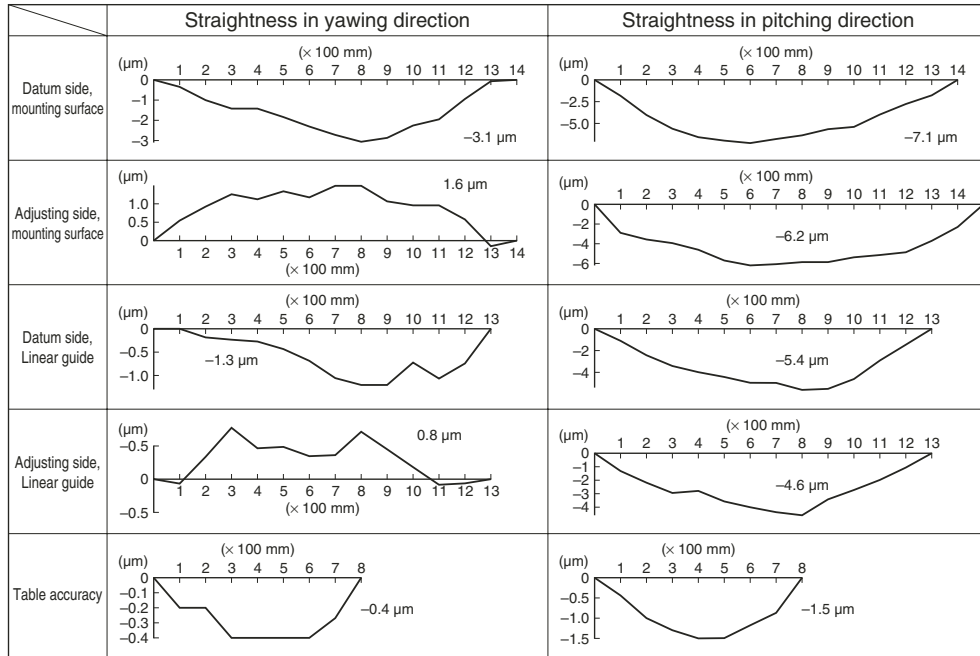 Straightness in yawing direction
Straightness in pitching direction
Datum side,
mounting surface
(× 100 mm)
(μm)
1 2 3 4 5 6 7 8 9 10 11 12 13 14
0
–1
–2
–3
–3.1 μm
(× 100 mm)
(μm)
1 2 3 4 5 6 7 8 9 10 11 12 13 14
0
–2.5
–5.0
–7.1 μm
Adjusting side,
mounting surface
(μm)
1.6 μm
1.0
0.5
0
1 2 3 4 5 6 7 8 9 10 11 12 13 14
(× 100 mm)
(× 100 mm)
(μm)
1 2 3 4 5 6 7 8 9 10 11 12 13 14
0
–2
–4
–6
–6.2 μm
Datum side,
Linear guide
(× 100 mm)
(μm)
1 2 3 4 5 6 7 8 9 10 11 12 13
0
–0.5
–1.0
–1.3 μm
(× 100 mm)
(μm)
1 2 3 4 5 6 7 8 9 10 11 12 13
0
–2
–4
–5.4 μm
Adjusting side,
Linear guide
(μm)
0.8 μm
–0.5
0
–0.5
1 2 3 4 5 6 7 8 9 10 11 12 13
(× 100 mm)
(μm)
1 2 3 4 5 6 7 8 9 10 11 12 13
0
–1
–2
–3
–4
–4.6 μm
Table accuracy
(× 100 mm)
(μm)
1 2 3 4 5 6 7 8
0
–0.1
–0.2
–0.3
–0.4
–0.4 μm
(× 100 mm)
(μm)
1 2 3 4 5 6 7 8
0
–0.5
–1.0
–1.5
–1.5 μm